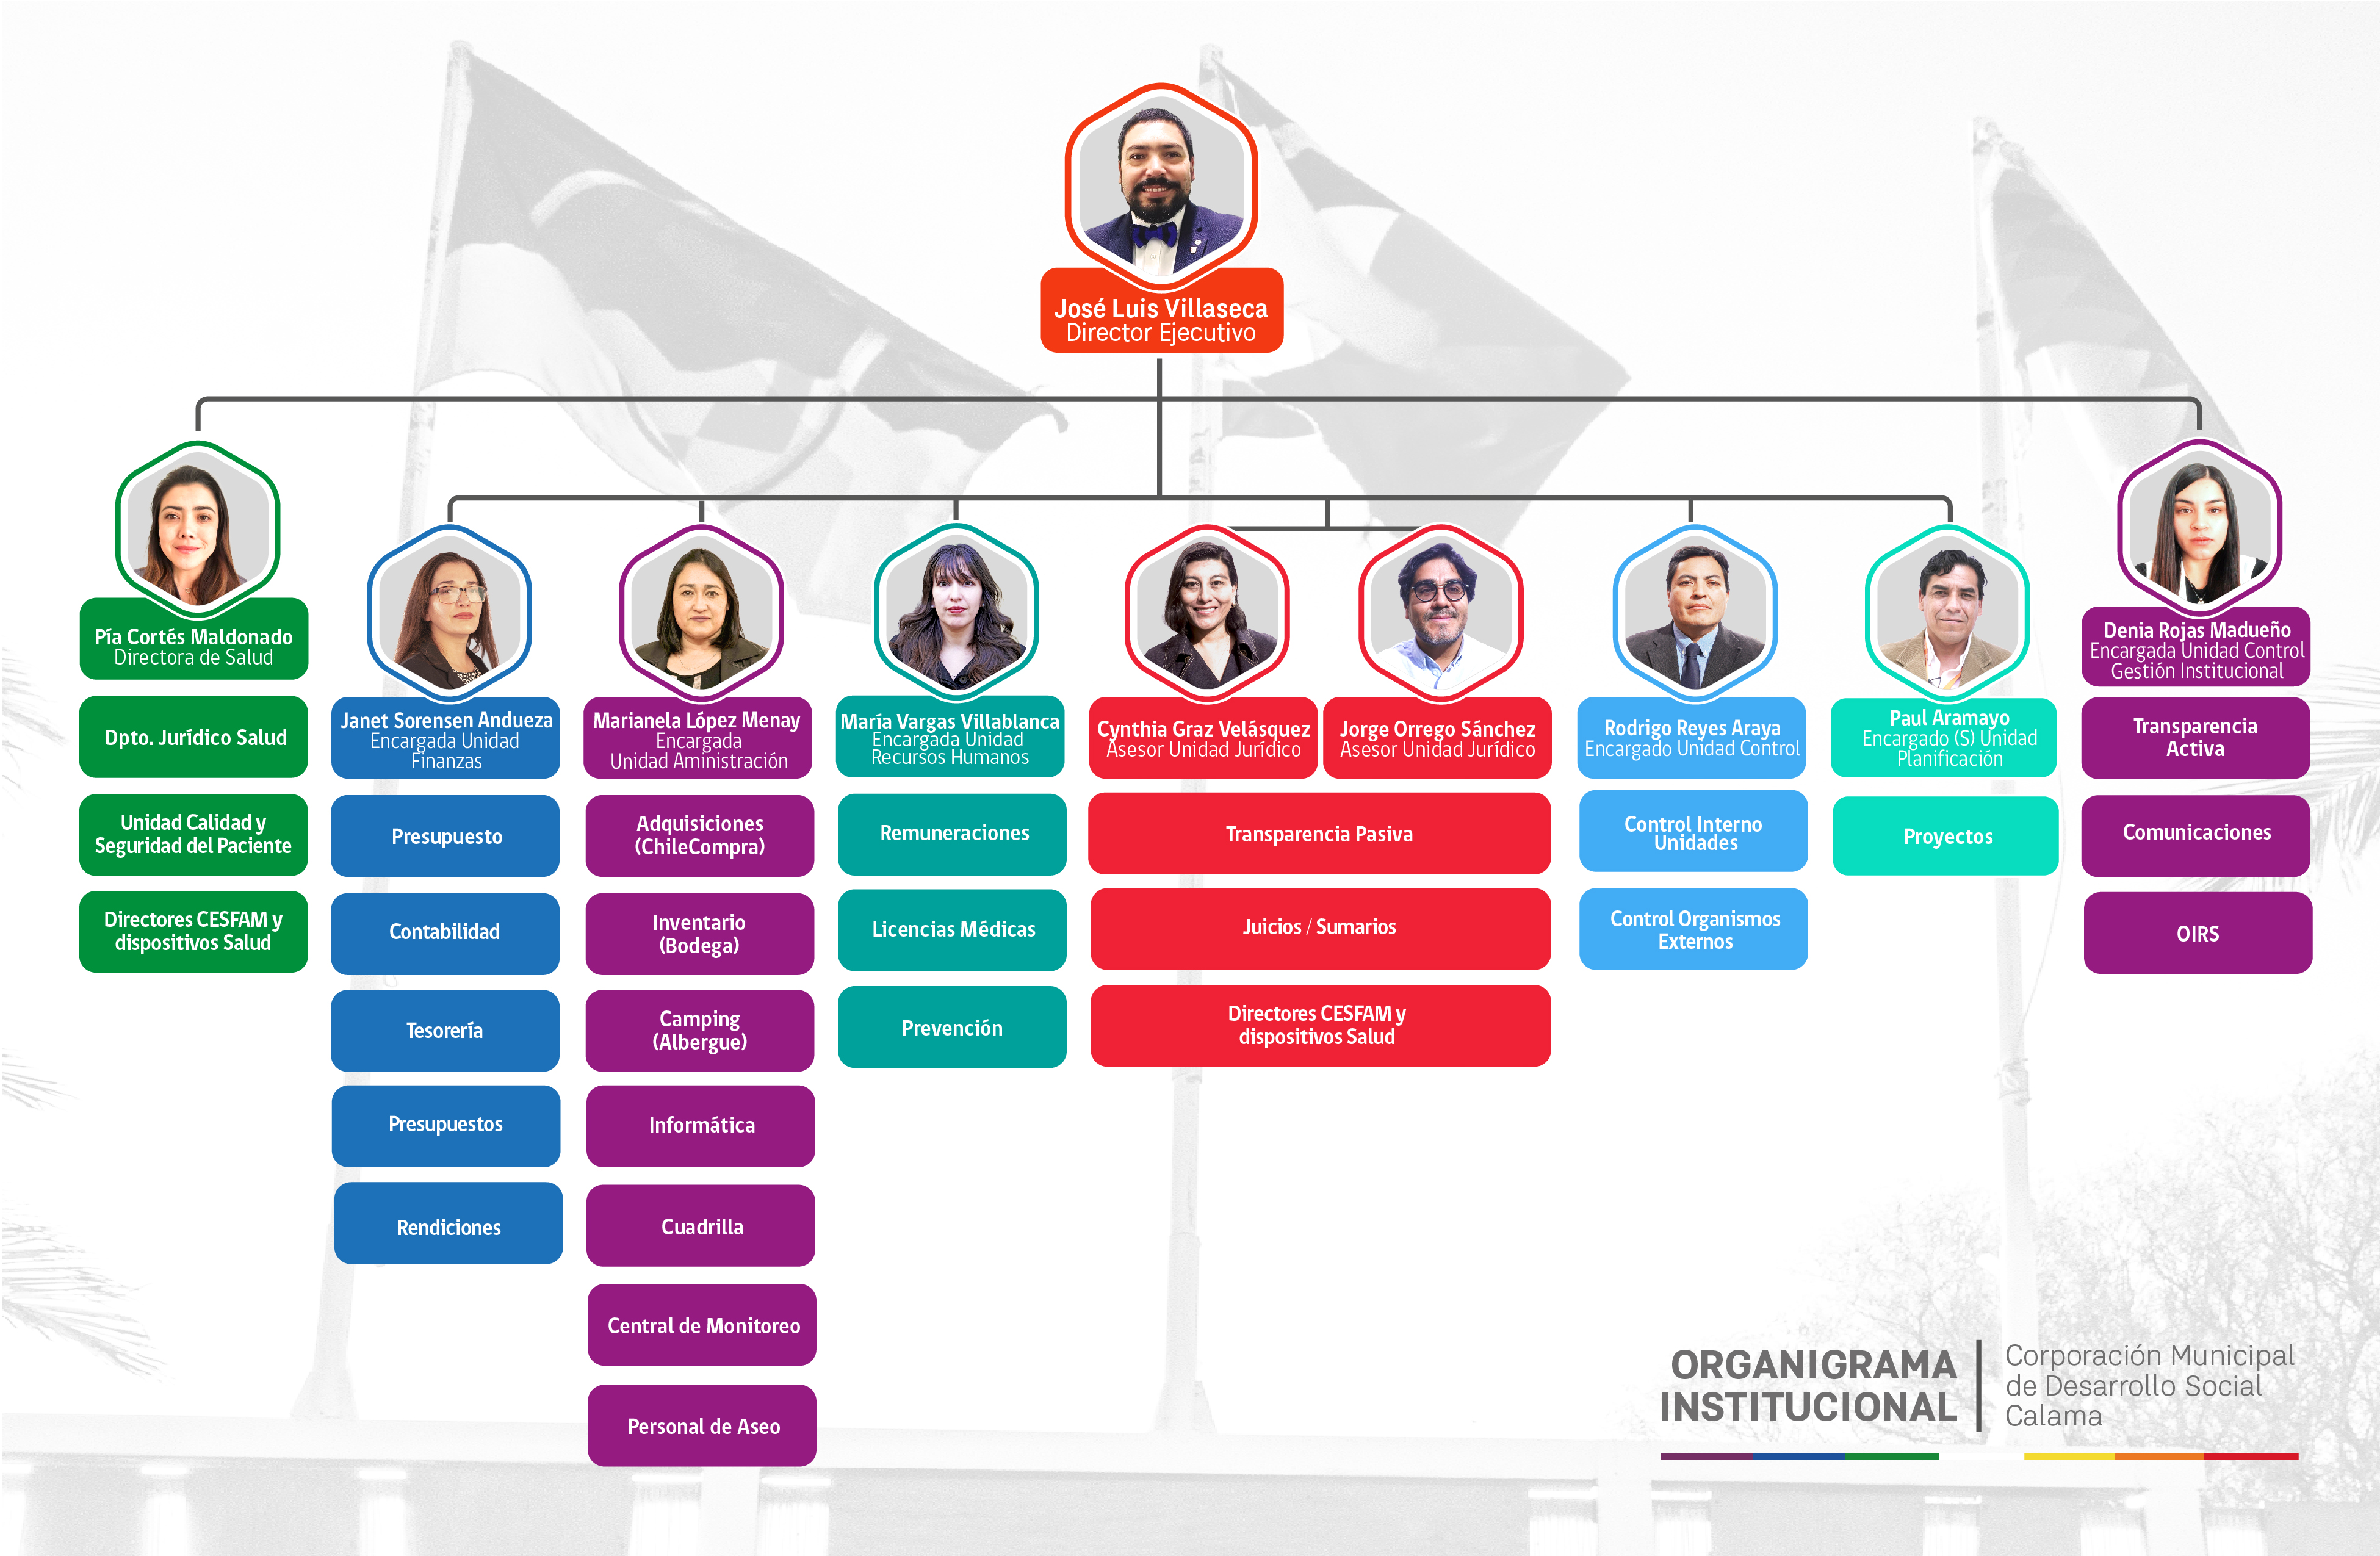 José Luis Villaseca
Director Ejecutivo
Pía Cortés Maldonado
Directora de Salud
Dpto. Jurídico Salud
Unidad Calidad y
Seguridad del Paciente
Directores CESFAM y
dispositivos Salud
Janet Sorensen Andueza
Encargada Unidad
Finanzas
Presupuesto
Contabilidad
Tesorería
Presupuestos
Rendiciones
Marianela López Menay
Encargada
Unidad Aministración
Adquisiciones
(ChileCompra)
Inventario
(Bodega)
Camping
(Albergue)
Informática
Cuadrilla
Central de Monitoreo
Personal de Aseo
María Vargas Villablanca
Encargada Unidad
Recursos Humanos
Remuneraciones
Licencias Médicas
Prevención
Cynthia Graz Velásquez
Asesor Unidad Jurídico
Jorge Orrego Sánchez
Asesor Unidad Jurídico
Transparencia Pasiva
Juicios / Sumarios
Directores CESFAM y
dispositivos Salud
Rodrigo Reyes Araya
Encargado Unidad Control
Control Interno
Unidades
Control Organismos
Externos
Paul Aramayo
Encargado (S) Unidad
Planificación
Proyectos
Denia Rojas Madueño
Encargada Unidad Control
Gestión Institucional
Transparencia
Activa
Comunicaciones
OIRS
ORGANIGRAMA
INSTITUCIONAL
Corporación Municipal
de Desarrollo Social
Calama